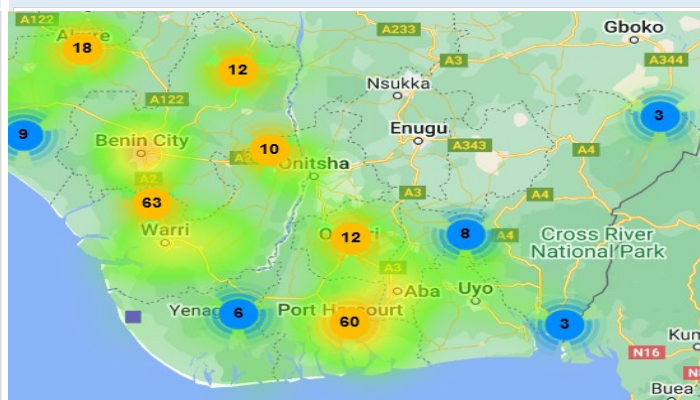 A122
Akure
18
A233
Gboko
A3
A344
12
Nsukka
A122
3
9
Enugu
Benin City
10
A343
A4
Onitsha
A2
A3
A4
63
Warri
12
8
A4
Cross River
National Park
A3
Aba
Uyo
6
Port Harcourt
60
3
N16
Buea